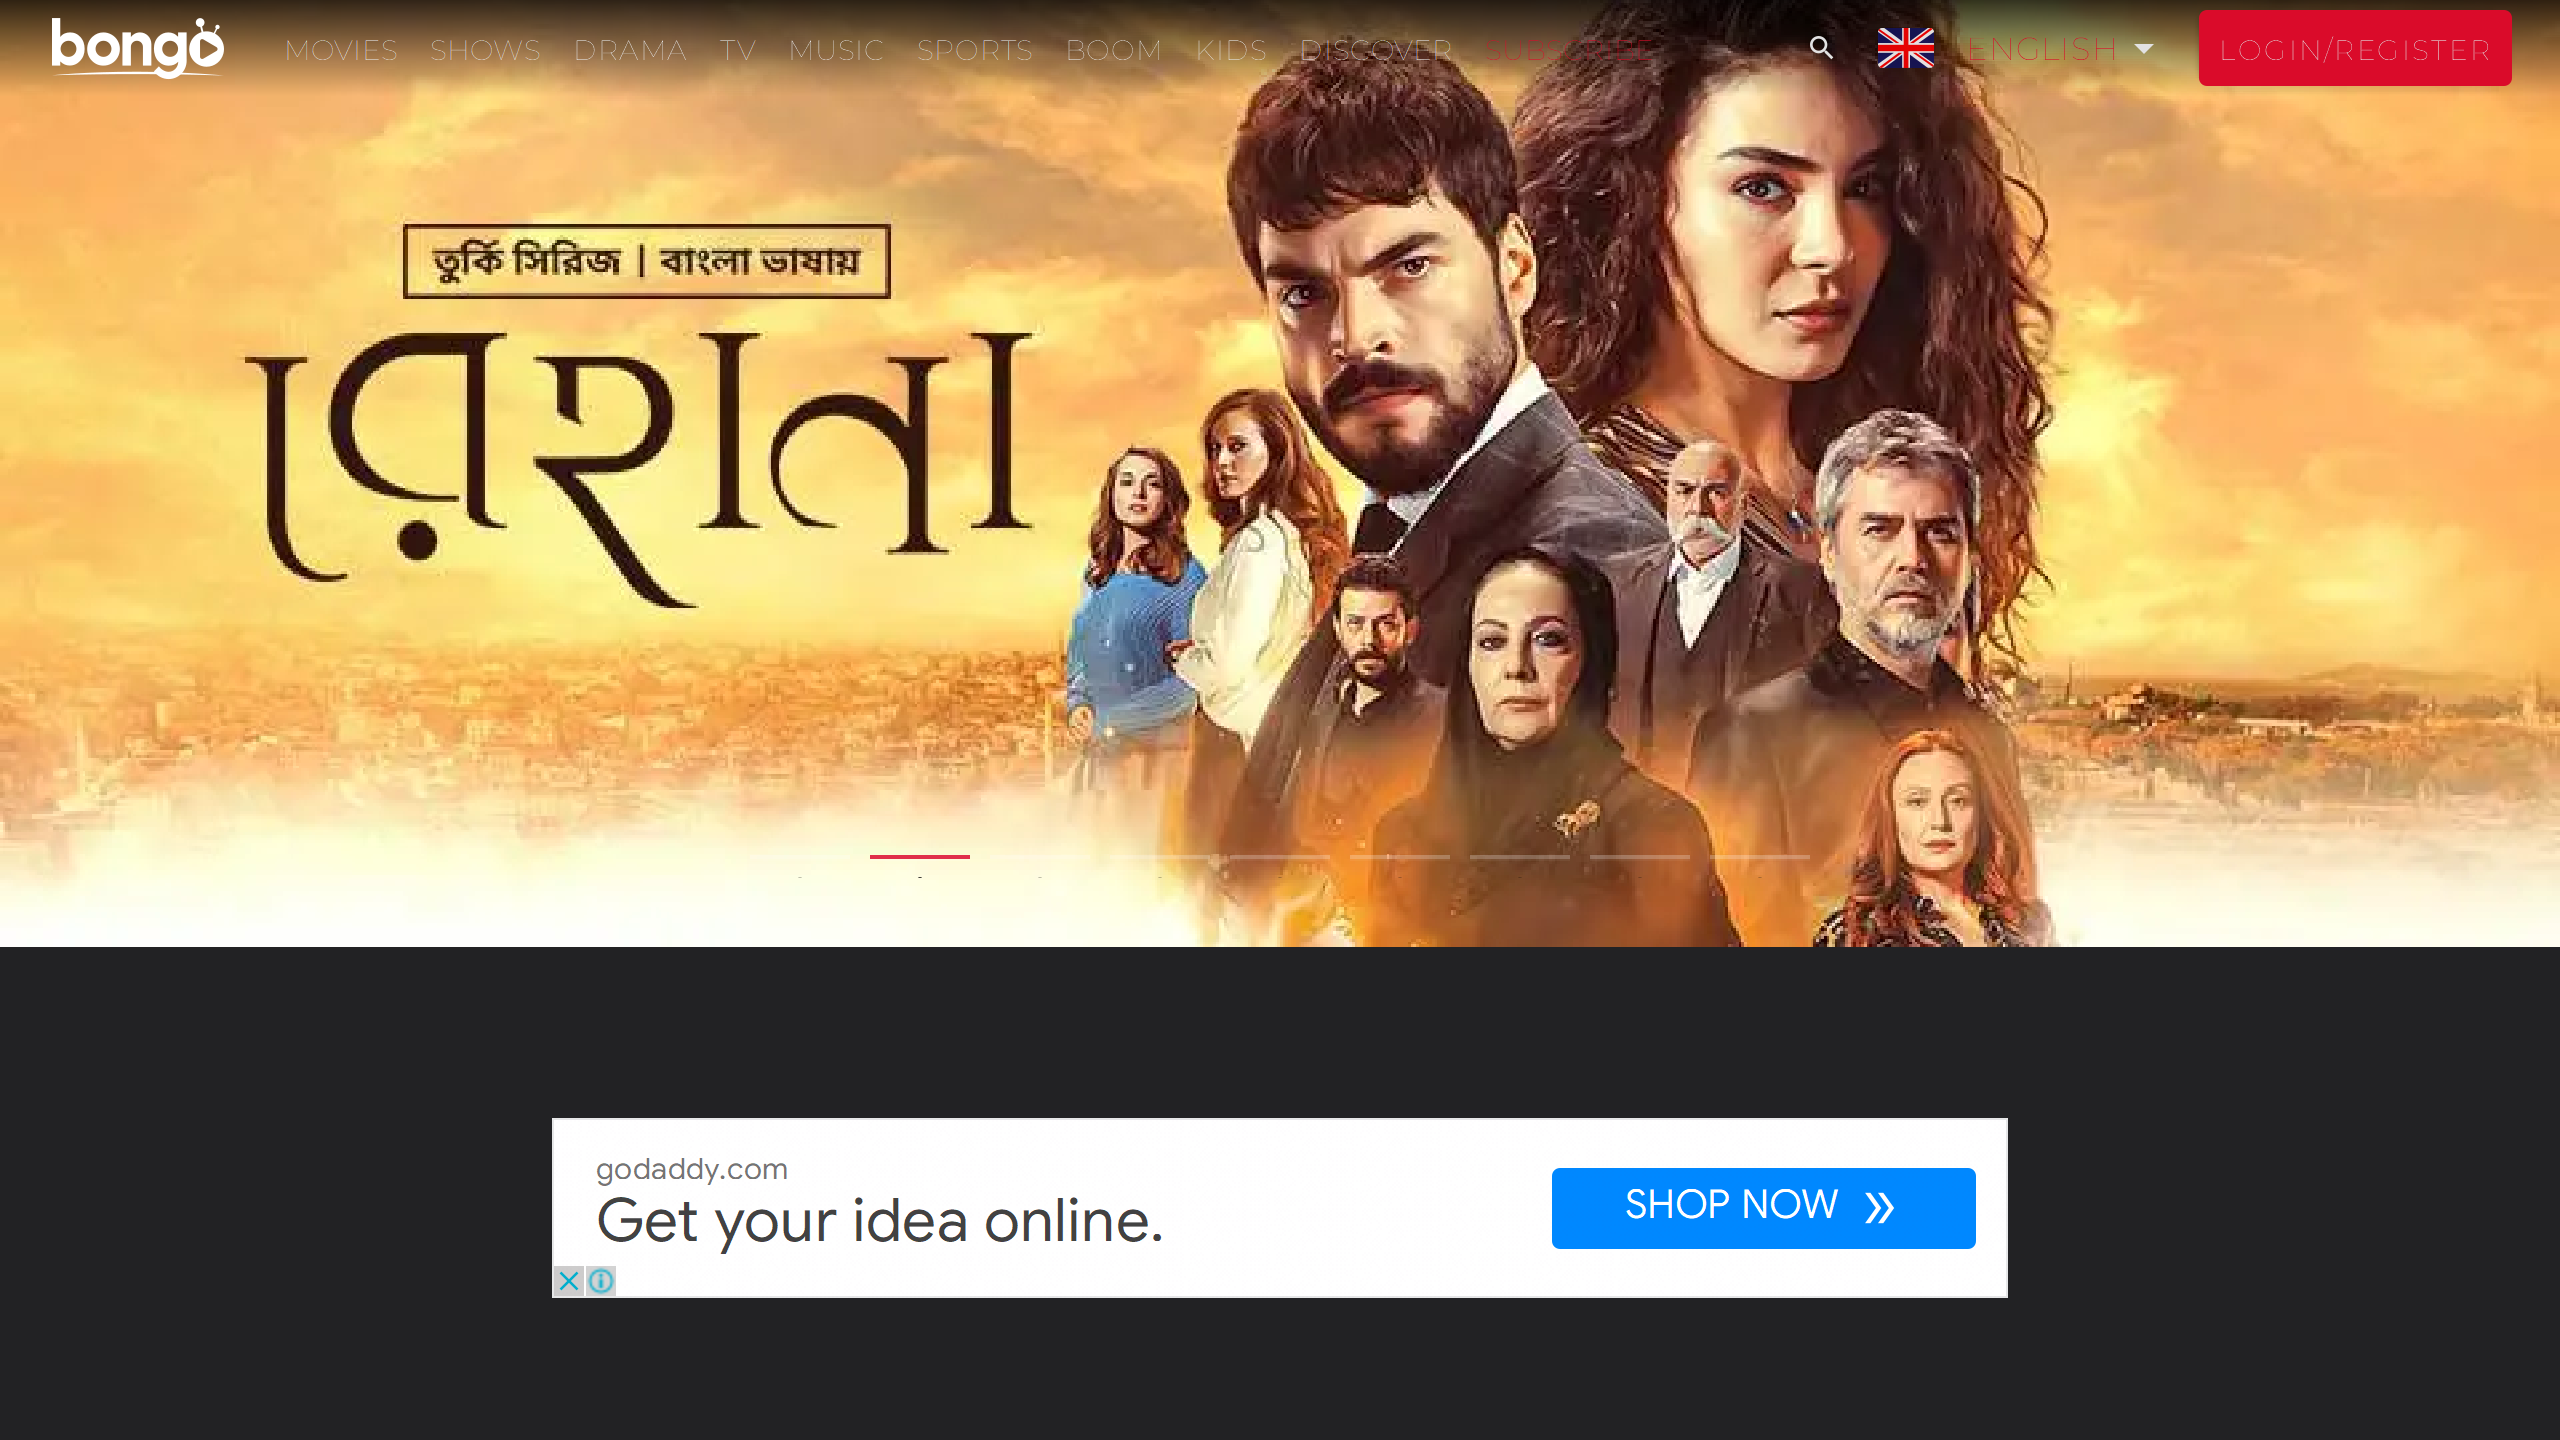 bongo
MOVIES SHOWS DRAMA TV MUSIC SPORTS BOOM KIDS DISCOVER SUBSCRIBE ENGLISH LOGIN/REGISTER
তুর্কি সিরিজ | বাংলা ভাষায়
রেহানা
godaddy.com
Get your idea online.
SHOP NOW »